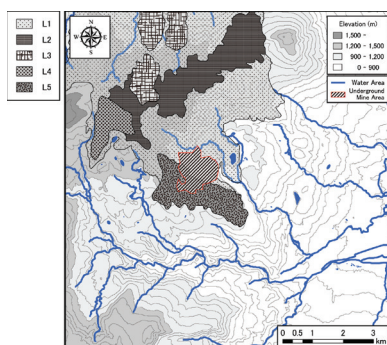 L1
L2
L3
L4
L5
N
W
E
S
Elevation (m)
1,500 ~
1,200 ~ 1,500
900 ~ 1,200
0 ~ 900
Water Area
Underground
Mine Area
0 0.5 1 2 3
km